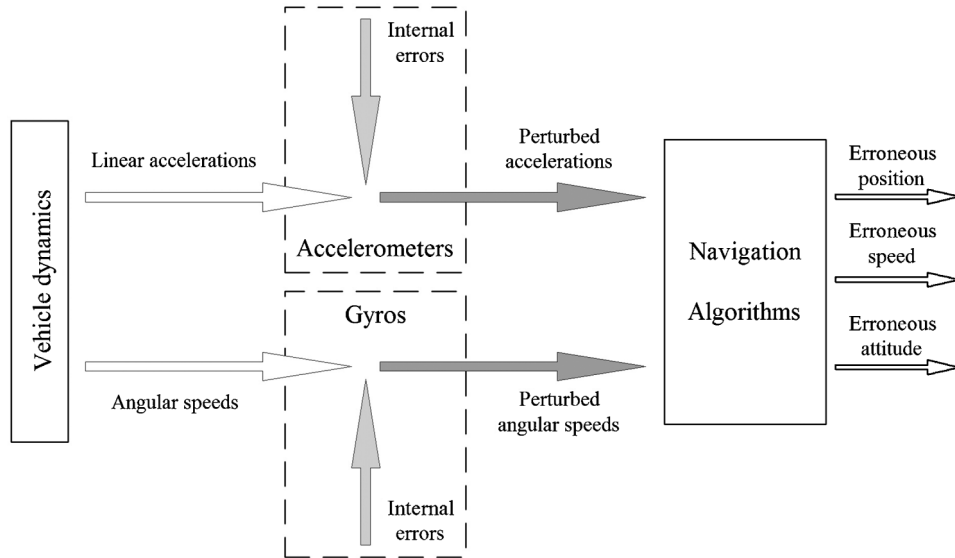 Internal
errors
Linear accelerations
Perturbed
accelerations
Accelerometers
Vehicle dynamics
Navigation
Algorithms
Erroneous
position
Erroneous
speed
Erroneous
attitude
Gyros
Angular speeds
Perturbed
angular speeds
Internal
errors